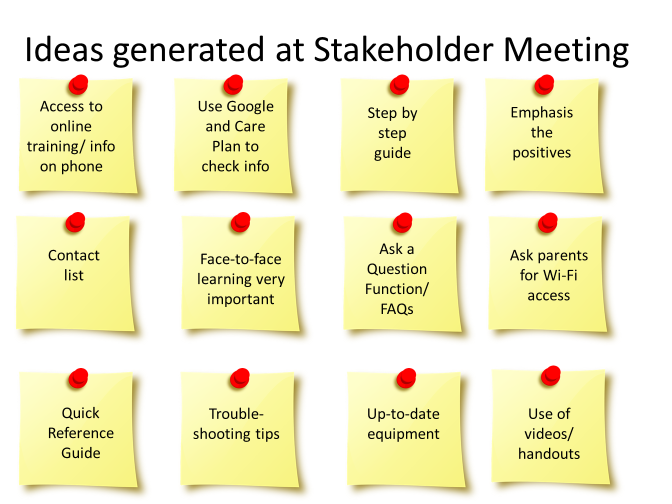 Ideas generated at Stakeholder Meeting
Access to
online
training/ info
on phone
Use Google
and Care
Plan to
check info
Step by
step
guide
Emphasis
the
positives
Contact
list
Face-to-face
learning very
important
Ask a
Question
Function/
FAQs
Ask parents
for Wi-Fi
access
Quick
Reference
Guide
Trouble-
shooting tips
Up-to-date
equipment
Use of
videos/
handouts